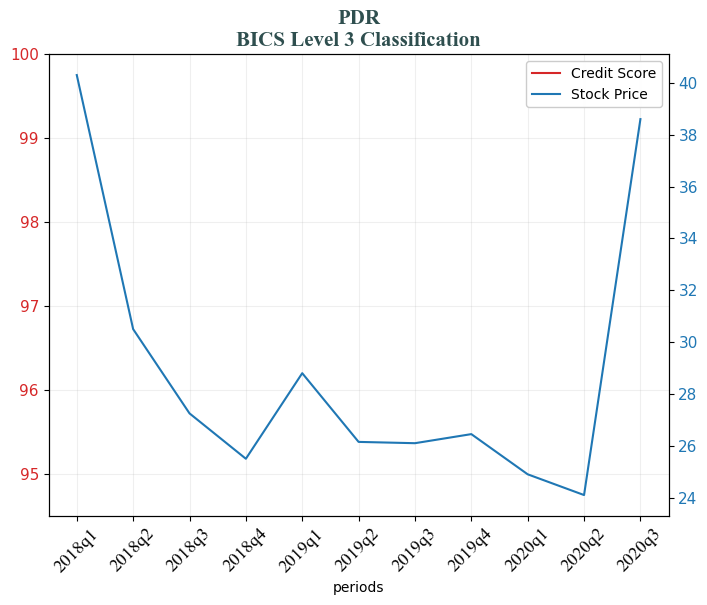 PDR
BICS Level 3 Classification
100
99
98
97
96
95
40
38
36
34
32
30
28
26
24
Credit Score
Stock Price
2018q1
2018q2
2018q3
2018q4
2019q1
2019q2
2019q3
2019q4
2020q1
2020q2
2020q3
periods